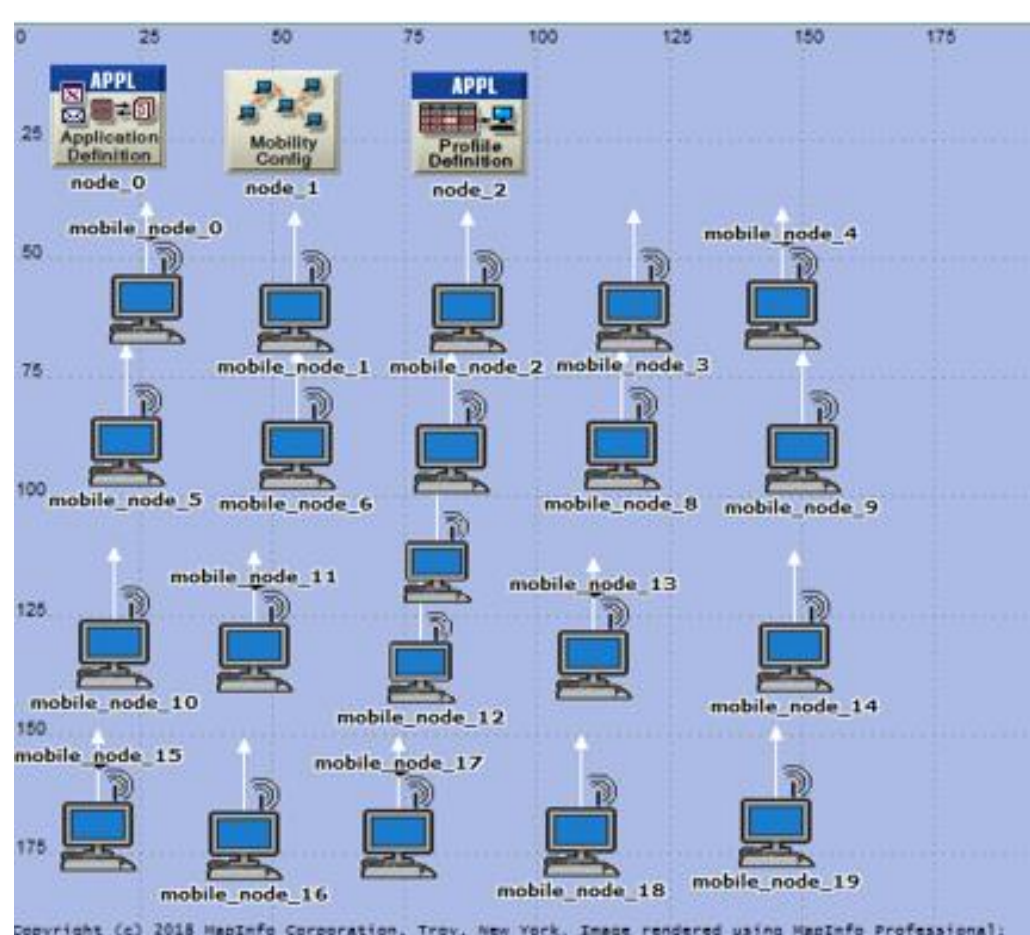 0 25 50 75 100 125 150 175
APPL
Application
Definition
node_0
Mobility
Config
node_1
APPL
Profile
Definition
node_2
25
mobile_node_0
mobile_node_4
50
mobile_node_1
mobile_node_2
mobile_node_3
75
mobile_node_5
mobile_node_6
mobile_node_8
mobile_node_9
100
mobile_node_11
mobile_node_13
125
mobile_node_10
mobile_node_12
mobile_node_14
150
mobile_node_15
mobile_node_17
175
mobile_node_16
mobile_node_18
mobile_node_19
Copyright (c) 2018 MapInfo Corporation, Troy, New York. Image rendered using MapInfo Professional;